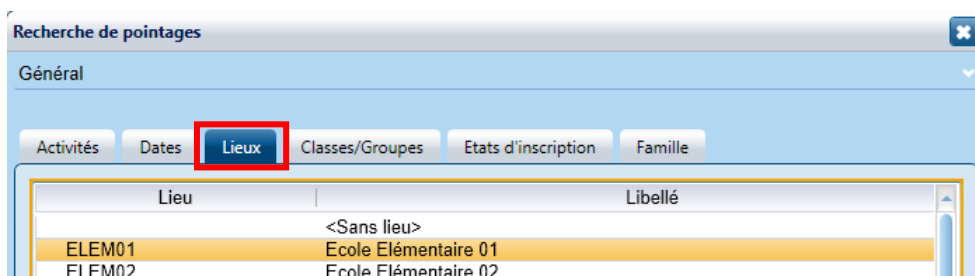 Recherche de pointages
Général
Activités Dates Lieux Classes/Groupes Etats d'inscription Famille
Lieu Libellé
<Sans lieu>
ELEM01 Ecole Elémentaire 01
ELEM02 Ecole Elémentaire 02